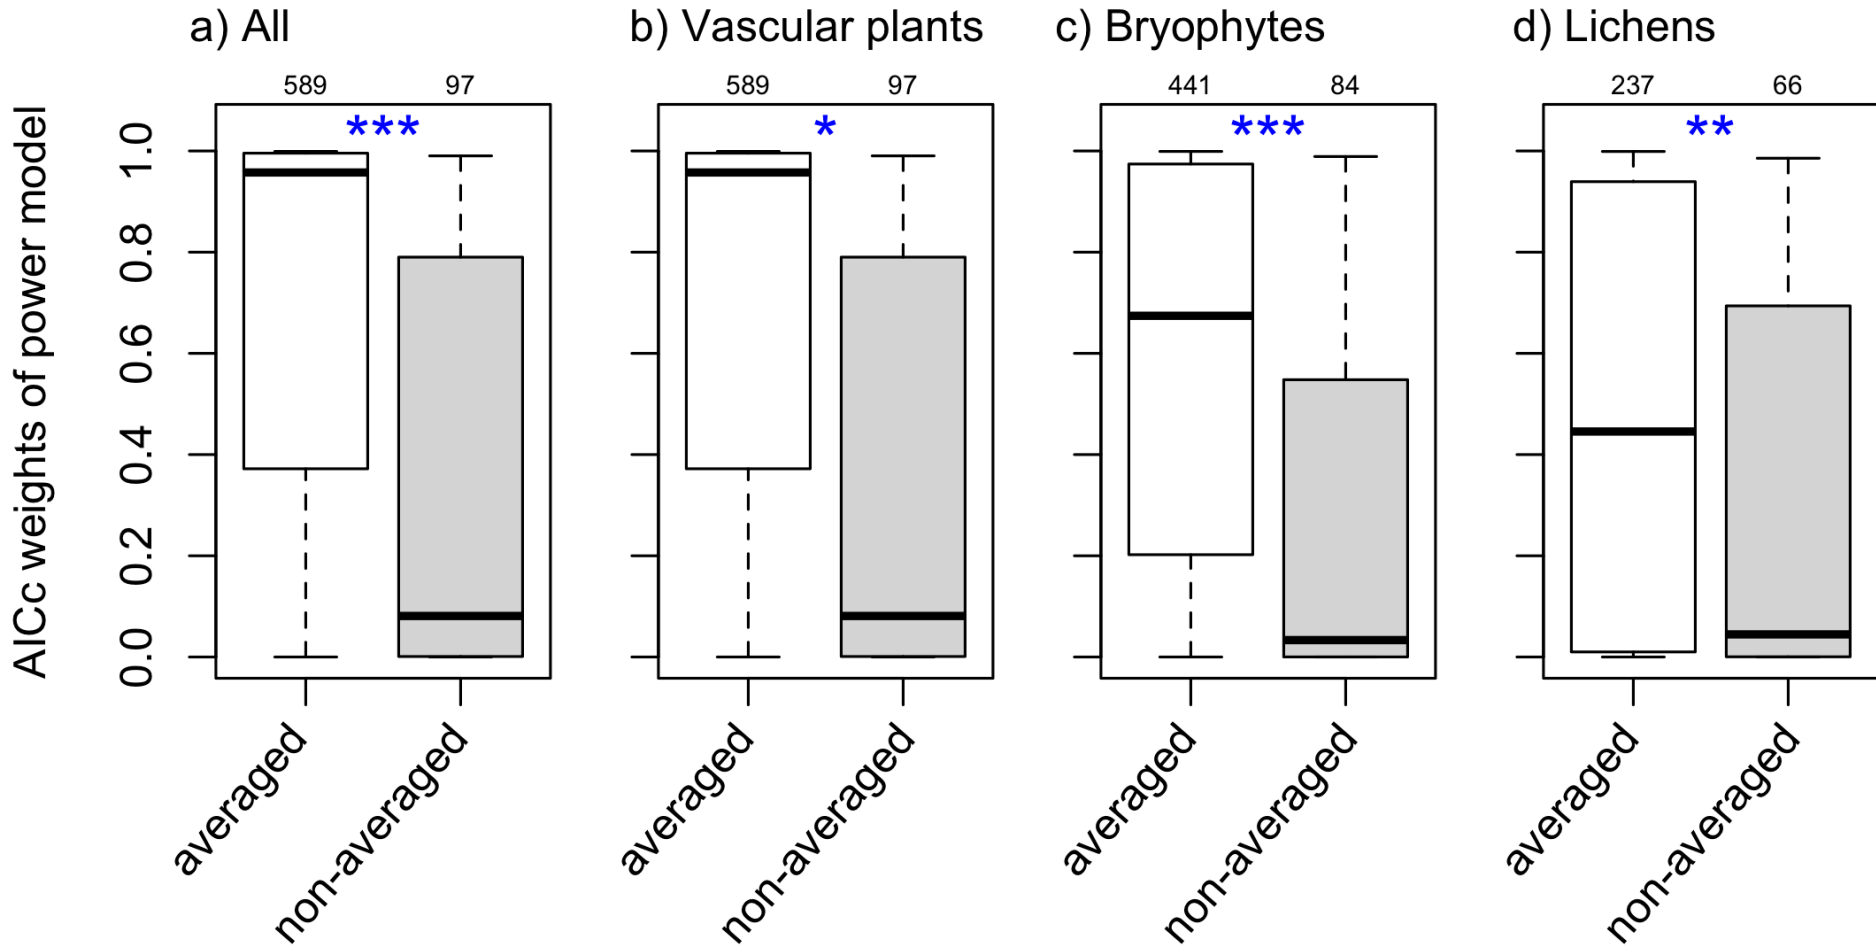 a) All
b) Vascular plants
c) Bryophytes
d) Lichens
589
97
589
97
441
84
237
66
***
*
***
**
AICc weights of power model
1.0
0.8
0.6
0.4
0.2
0.0
averaged
non-averaged
averaged
non-averaged
averaged
non-averaged
averaged
non-averaged